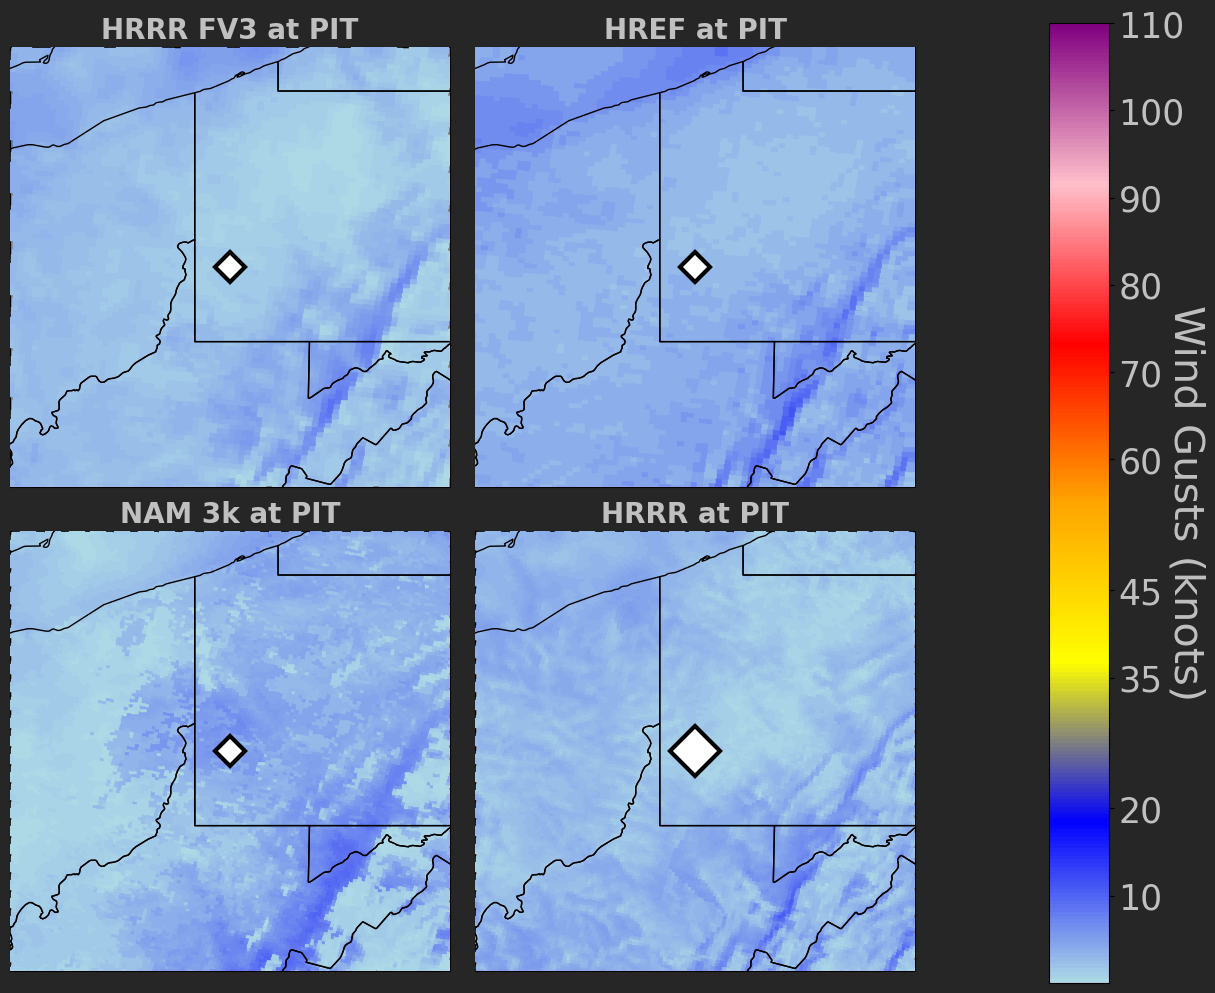 HRRR FV3 at PIT
HREF at PIT
NAM 3k at PIT
HRRR at PIT
110
100
90
80
70
60
45
35
20
10
Wind Gusts (knots)